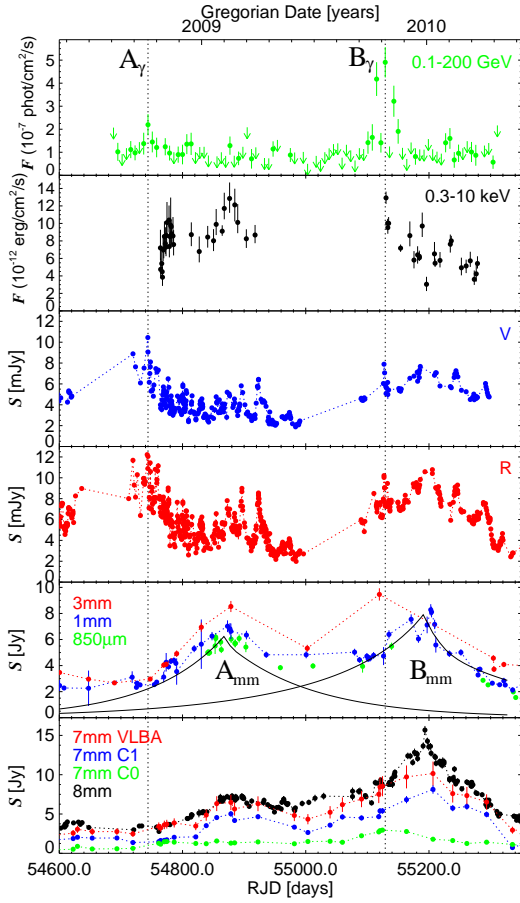 Gregorian Date [years]
2009 2010
Aγ Bγ
0.1-200 GeV
F (10⁻⁷ phot/cm²/s)
6
5
4
3
2
1
0
0.3-10 keV
F (10⁻¹² erg/cm²/s)
14
12
10
8
6
4
2
0
V
S [mJy]
12
10
8
6
4
2
0
R
S [mJy]
12
10
8
6
4
2
0
3mm
1mm
850μm
Amm Bmm
S [Jy]
10
8
6
4
2
0
7mm VLBA
7mm C1
7mm C0
8mm
S [Jy]
15
10
5
0
54600.0 54800.0 55000.0 55200.0
RJD [days]